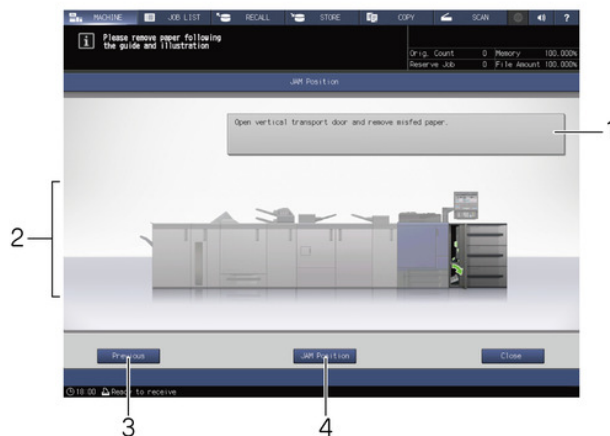 MACHINE JOB LIST RECALL STORE COPY SCAN ?
Please remove paper following
the guide and illustration
Orig. Count 0 Memory 100.000%
Reserve Job 0 File Amount 100.000%
JAM Position
Open vertical transport door and remove misfed paper.
1
2
Previous JAM Position Close
18:00 Ready to receive
3 4